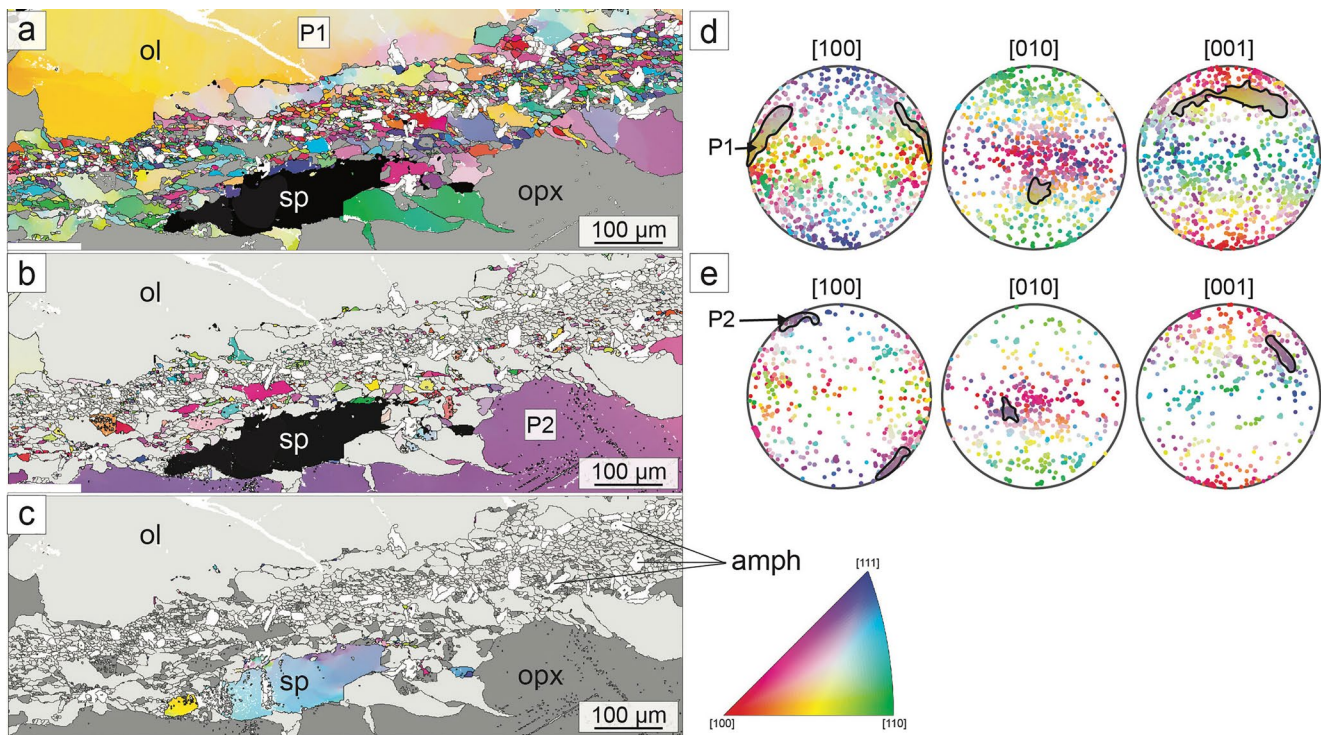 a
ol
P1
sp
opx
100 µm
b
ol
sp
P2
100 µm
c
ol
sp
opx
100 µm
amph
d
[100]
[010]
[001]
P1
e
[100]
[010]
[001]
P2
[111]
[100]
[110]